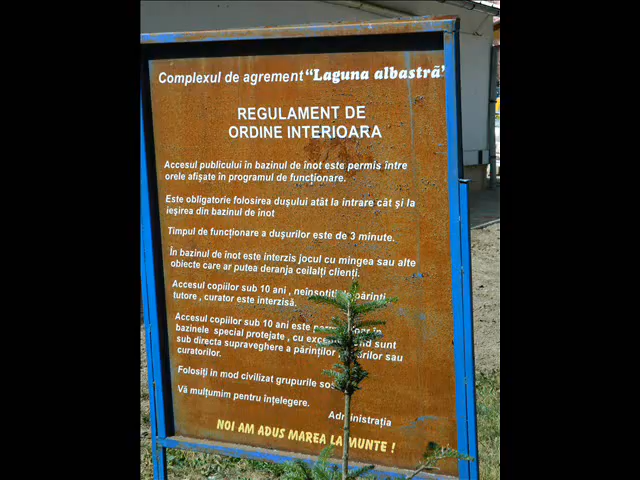 Complexul de agrement "Laguna albastră"
REGULAMENT DE
ORDINE INTERIOARA
Accesul publicului în bazinul de înot este permis între
orele afişate în programul de funcţionare.
Este obligatorie folosirea duşului atât la intrare cât şi la
ieşirea din bazinul de înot
Timpul de funcţionare a duşurilor este de 3 minute.
În bazinul de înot este interzis jocul cu mingea sau alte
obiecte care ar putea deranja ceilalţi clienţi.
Accesul copiilor sub 10 ani , neînsoţiţi de părinţi
tutore , curator este interzisă.
Accesul copiilor sub 10 ani este în
bazinele special protejate , cu sunt
sub directa supraveghere a părinţilor sau
curatorilor.
Folosiţi în mod civilizat grupurile
Vă mulţumim pentru înţelegere.
Administraţia
NOI AM ADUS MAREA LA MUNTE !